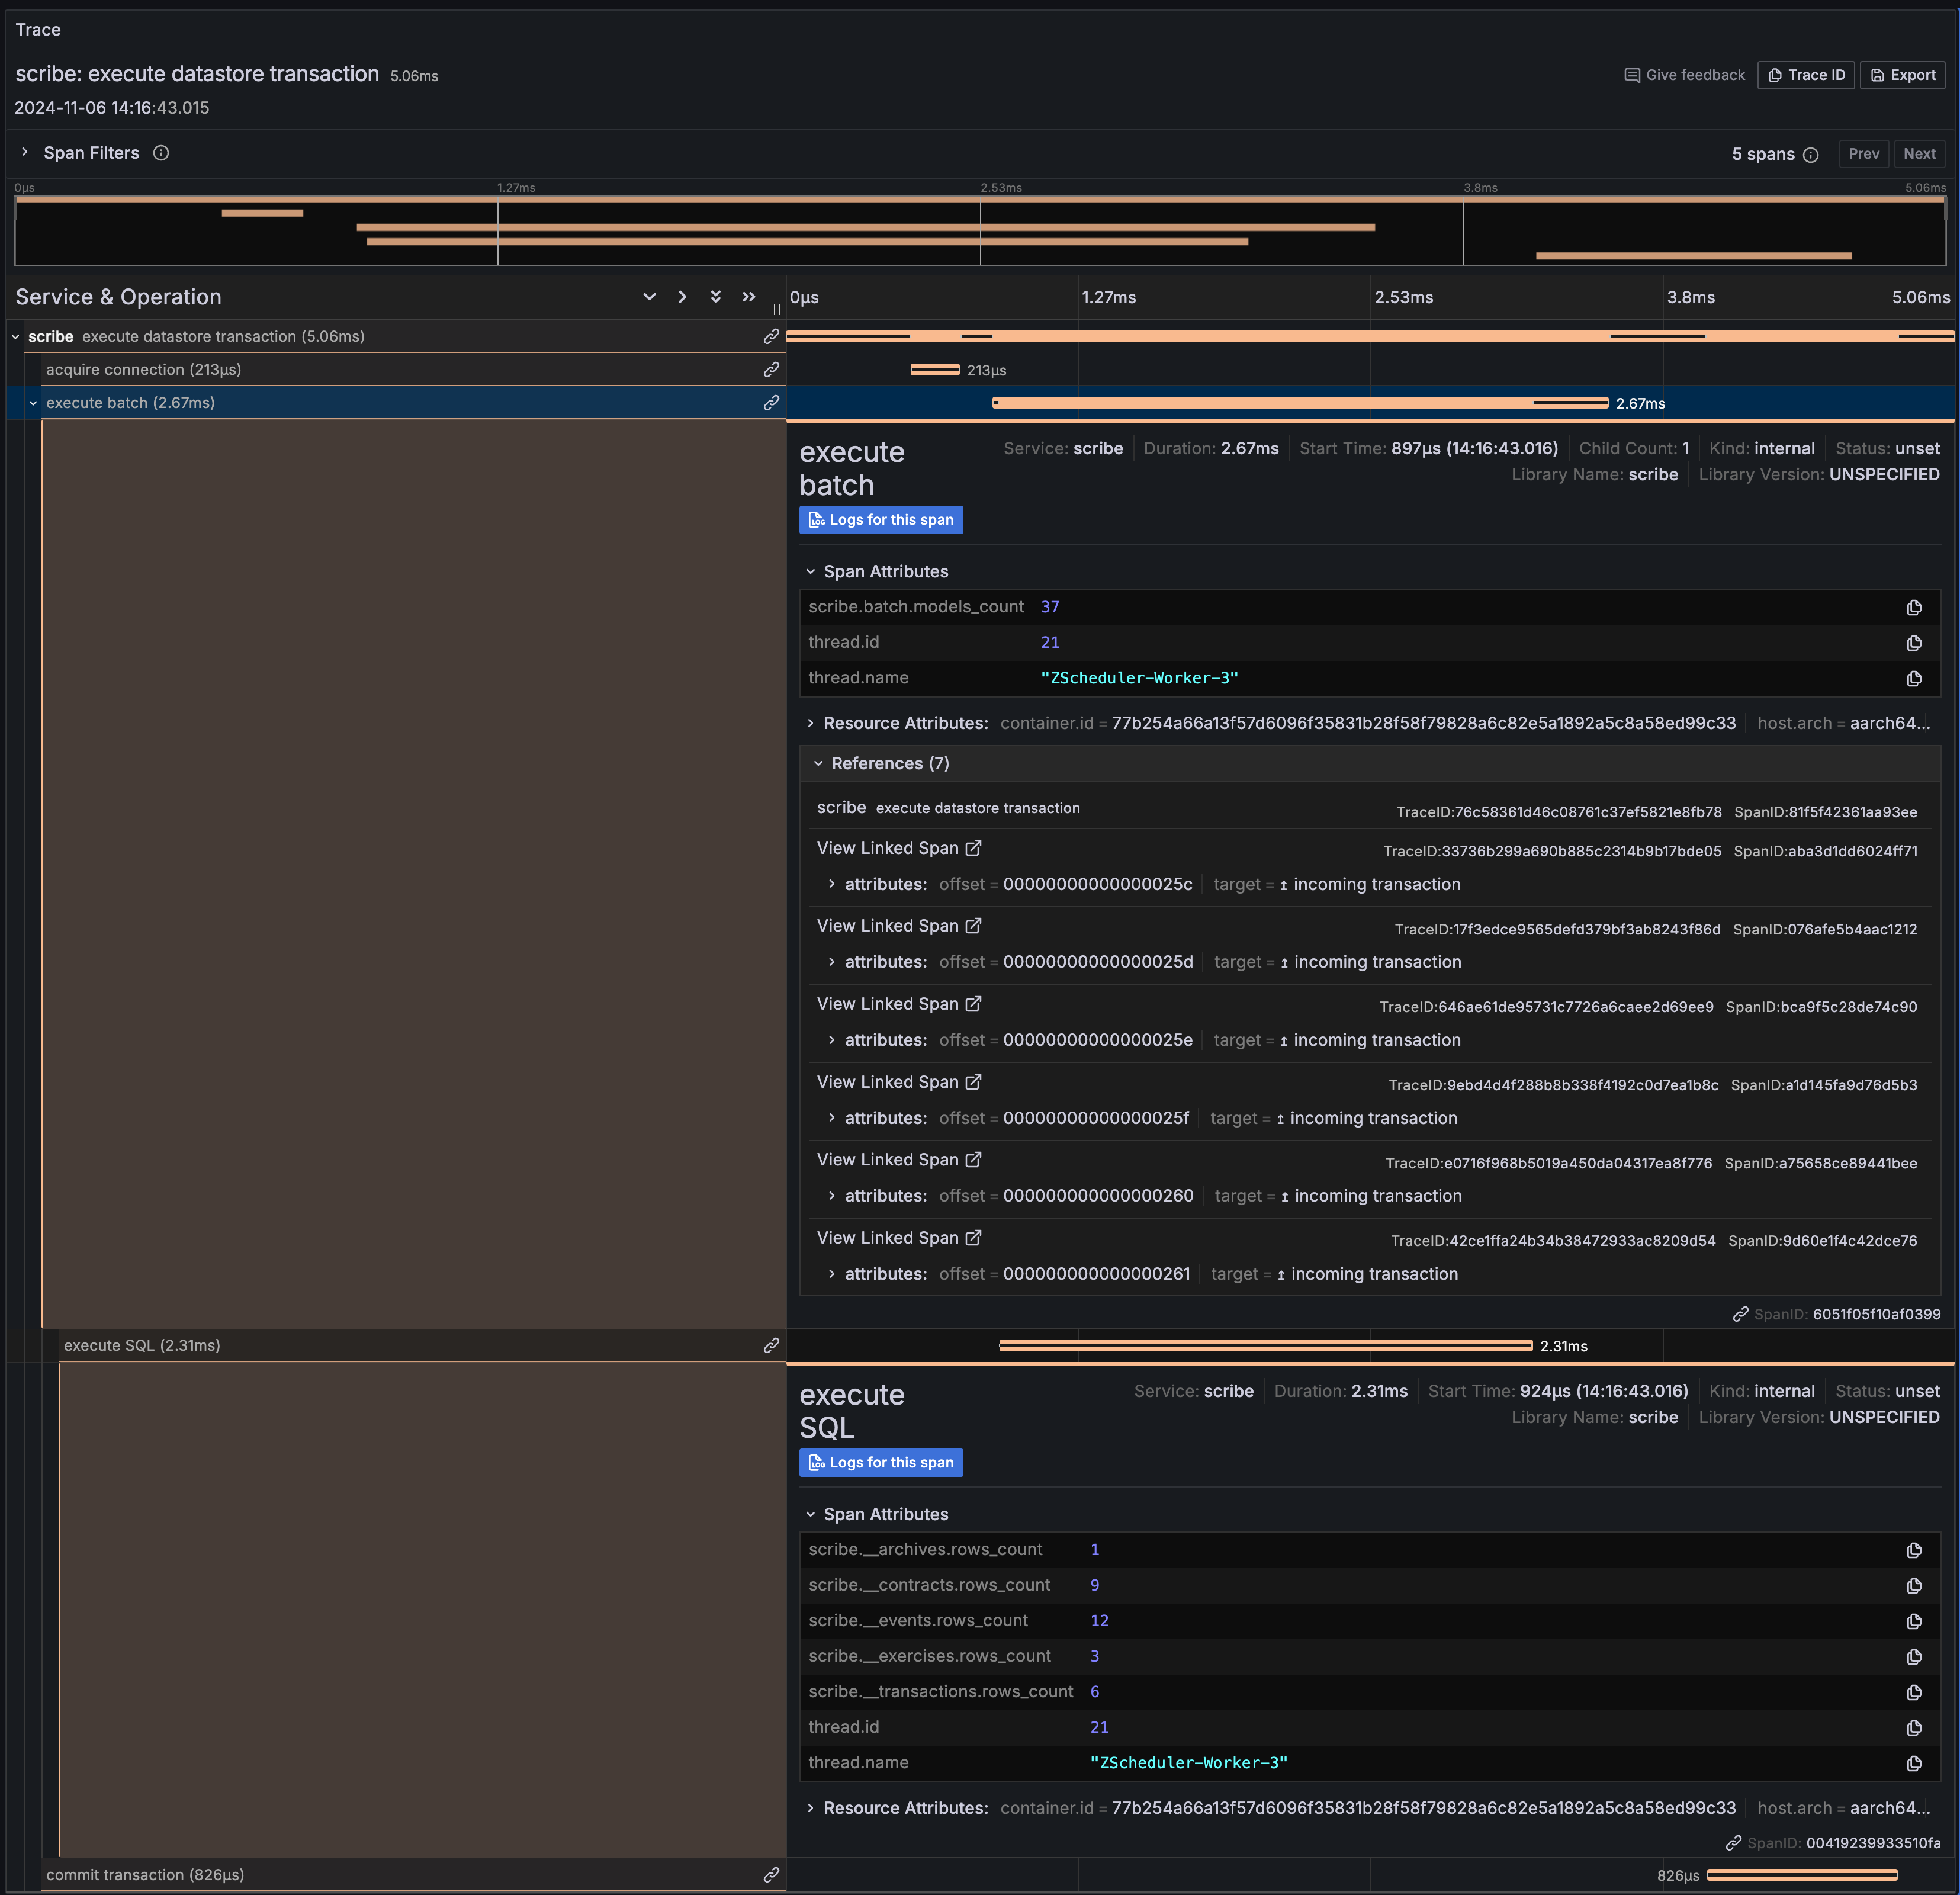 Trace
scribe: execute datastore transaction 5.06ms
Give feedback Trace ID Export
2024-11-06 14:16:43.015
Span Filters
5 spans Prev Next
0μs 1.27ms 2.53ms 3.8ms 5.06ms
Service & Operation
0μs 1.27ms 2.53ms 3.8ms 5.06ms
scribe execute datastore transaction (5.06ms)
acquire connection (213μs)
213μs
execute batch (2.67ms)
2.67ms
execute batch
Service: scribe Duration: 2.67ms Start Time: 897μs (14:16:43.016) Child Count: 1 Kind: internal Status: unset
Library Name: scribe Library Version: UNSPECIFIED
Logs for this span
Span Attributes
scribe.batch.models_count 37
thread.id 21
thread.name "ZScheduler-Worker-3"
Resource Attributes: container.id = 77b254a66a13f57d6096f35831b28f58f79828a6c82e5a1892a5c8a58ed99c33 host.arch = aarch64...
References (7)
scribe execute datastore transaction TraceID:76c58361d46c08761c37ef5821e8fb78 SpanID:81f5f42361aa93ee
View Linked Span TraceID:33736b299a690b885c2314b9b17bde05 SpanID:aba3d1dd6024ff71
attributes: offset = 00000000000000025c target = ↥ incoming transaction
View Linked Span TraceID:17f3edce9565defd379bf3ab8243f86d SpanID:076afe5b4aac1212
attributes: offset = 00000000000000025d target = ↥ incoming transaction
View Linked Span TraceID:646ae61de95731c7726a6caee2d69ee9 SpanID:bca9f5c28de74c90
attributes: offset = 00000000000000025e target = ↥ incoming transaction
View Linked Span TraceID:9ebd4d4f288b8b338f4192c0d7ea1b8c SpanID:a1d145fa9d76d5b3
attributes: offset = 00000000000000025f target = ↥ incoming transaction
View Linked Span TraceID:e0716f968b5019a450da04317ea8f776 SpanID:a75658ce89441bee
attributes: offset = 000000000000000260 target = ↥ incoming transaction
View Linked Span TraceID:42ce1ffa24b34b38472933ac8209d54 SpanID:9d60e1f4c42dce76
attributes: offset = 000000000000000261 target = ↥ incoming transaction
SpanID: 6051f05f10af0399
execute SQL (2.31ms)
2.31ms
execute SQL
Service: scribe Duration: 2.31ms Start Time: 924μs (14:16:43.016) Kind: internal Status: unset
Library Name: scribe Library Version: UNSPECIFIED
Logs for this span
Span Attributes
scribe.__archives.rows_count 1
scribe.__contracts.rows_count 9
scribe.__events.rows_count 12
scribe.__exercises.rows_count 3
scribe.__transactions.rows_count 6
thread.id 21
thread.name "ZScheduler-Worker-3"
Resource Attributes: container.id = 77b254a66a13f57d6096f35831b28f58f79828a6c82e5a1892a5c8a58ed99c33 host.arch = aarch64...
SpanID: 00419239933510fa
commit transaction (826μs)
826μs